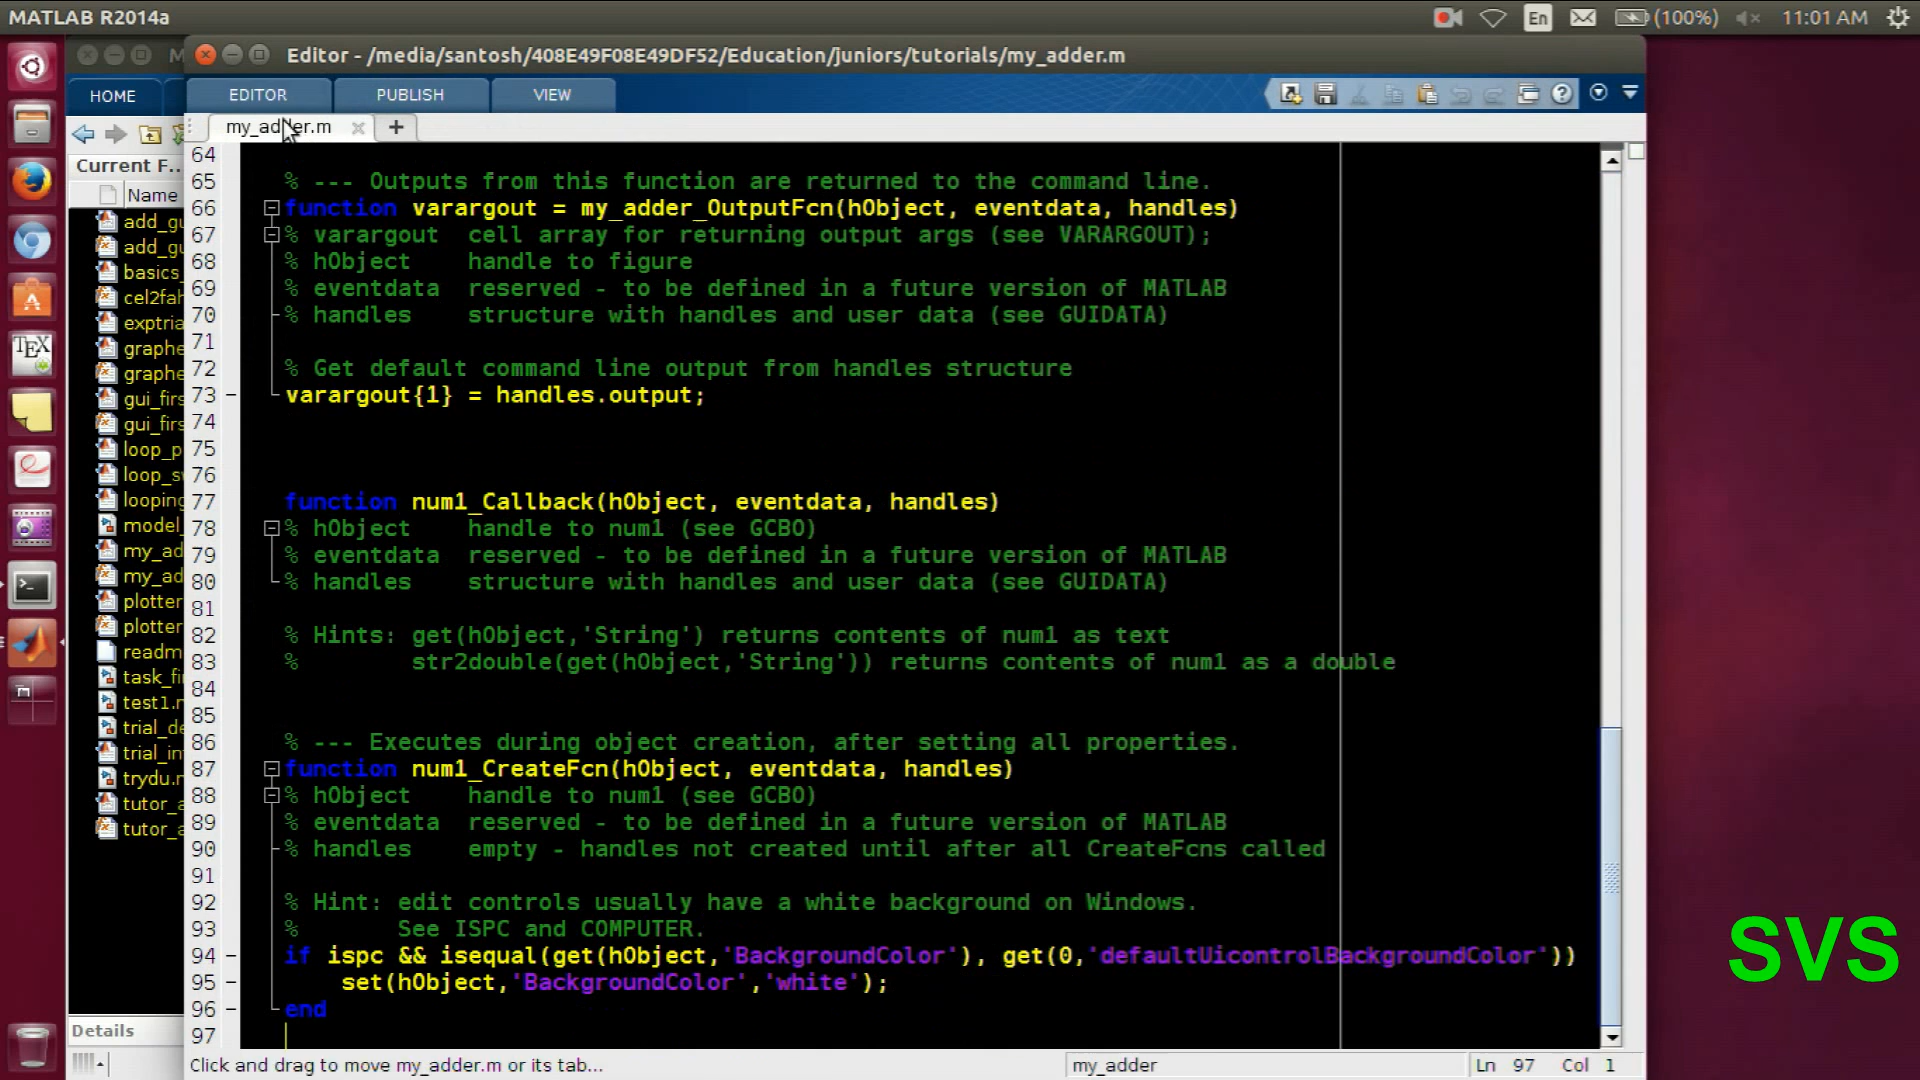 MATLAB R2014a
En
(100%)
11:01 AM
Editor - /media/santosh/408E49F08E49DF52/Education/juniors/tutorials/my_adder.m
HOME
EDITOR
PUBLISH
VIEW
my_adder.m
Current F...
Name
add_gu
add_gu
basics_
cel2fah
exptria
graphe
graphe
gui_firs
gui_firs
loop_p
loop_sw
looping
model_
my_ad
my_ad
plotter
plotter
readm
task_fi
test1.
trial_de
trial_in
trydu.
tutor_a
tutor_a
Details
64
65 % --- Outputs from this function are returned to the command line.
66 function varargout = my_adder_OutputFcn(hObject, eventdata, handles)
67 % varargout cell array for returning output args (see VARARGOUT);
68 % hObject handle to figure
69 % eventdata reserved - to be defined in a future version of MATLAB
70 % handles structure with handles and user data (see GUIDATA)
71
72 % Get default command line output from handles structure
73 varargout{1} = handles.output;
74
75
76
77 function num1_Callback(hObject, eventdata, handles)
78 % hObject handle to num1 (see GCBO)
79 % eventdata reserved - to be defined in a future version of MATLAB
80 % handles structure with handles and user data (see GUIDATA)
81
82 % Hints: get(hObject,'String') returns contents of num1 as text
83 % str2double(get(hObject,'String')) returns contents of num1 as a double
84
85
86 % --- Executes during object creation, after setting all properties.
87 function num1_CreateFcn(hObject, eventdata, handles)
88 % hObject handle to num1 (see GCBO)
89 % eventdata reserved - to be defined in a future version of MATLAB
90 % handles empty - handles not created until after all CreateFcns called
91
92 % Hint: edit controls usually have a white background on Windows.
93 % See ISPC and COMPUTER.
94 if ispc && isequal(get(hObject,'BackgroundColor'), get(0,'defaultUicontrolBackgroundColor'))
95 set(hObject,'BackgroundColor','white');
96 end
97
Click and drag to move my_adder.m or its tab...
my_adder
Ln 97 Col 1
TEX
SVS